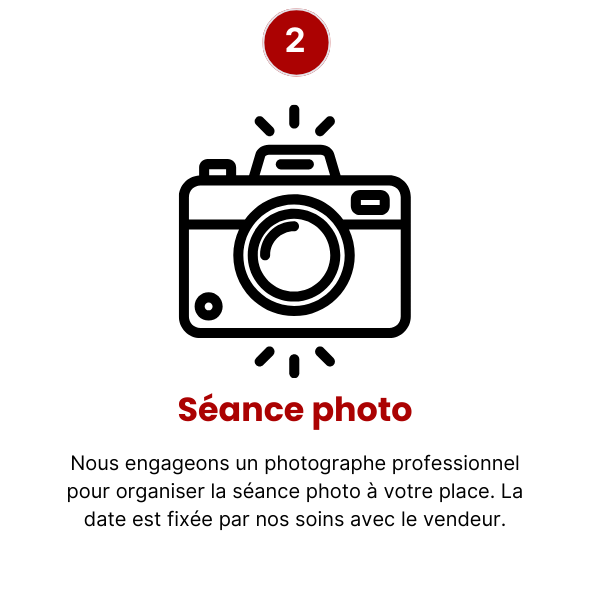 2
Séance photo
Nous engageons un photographe professionnel
pour organiser la séance photo à votre place. La
date est fixée par nos soins avec le vendeur.